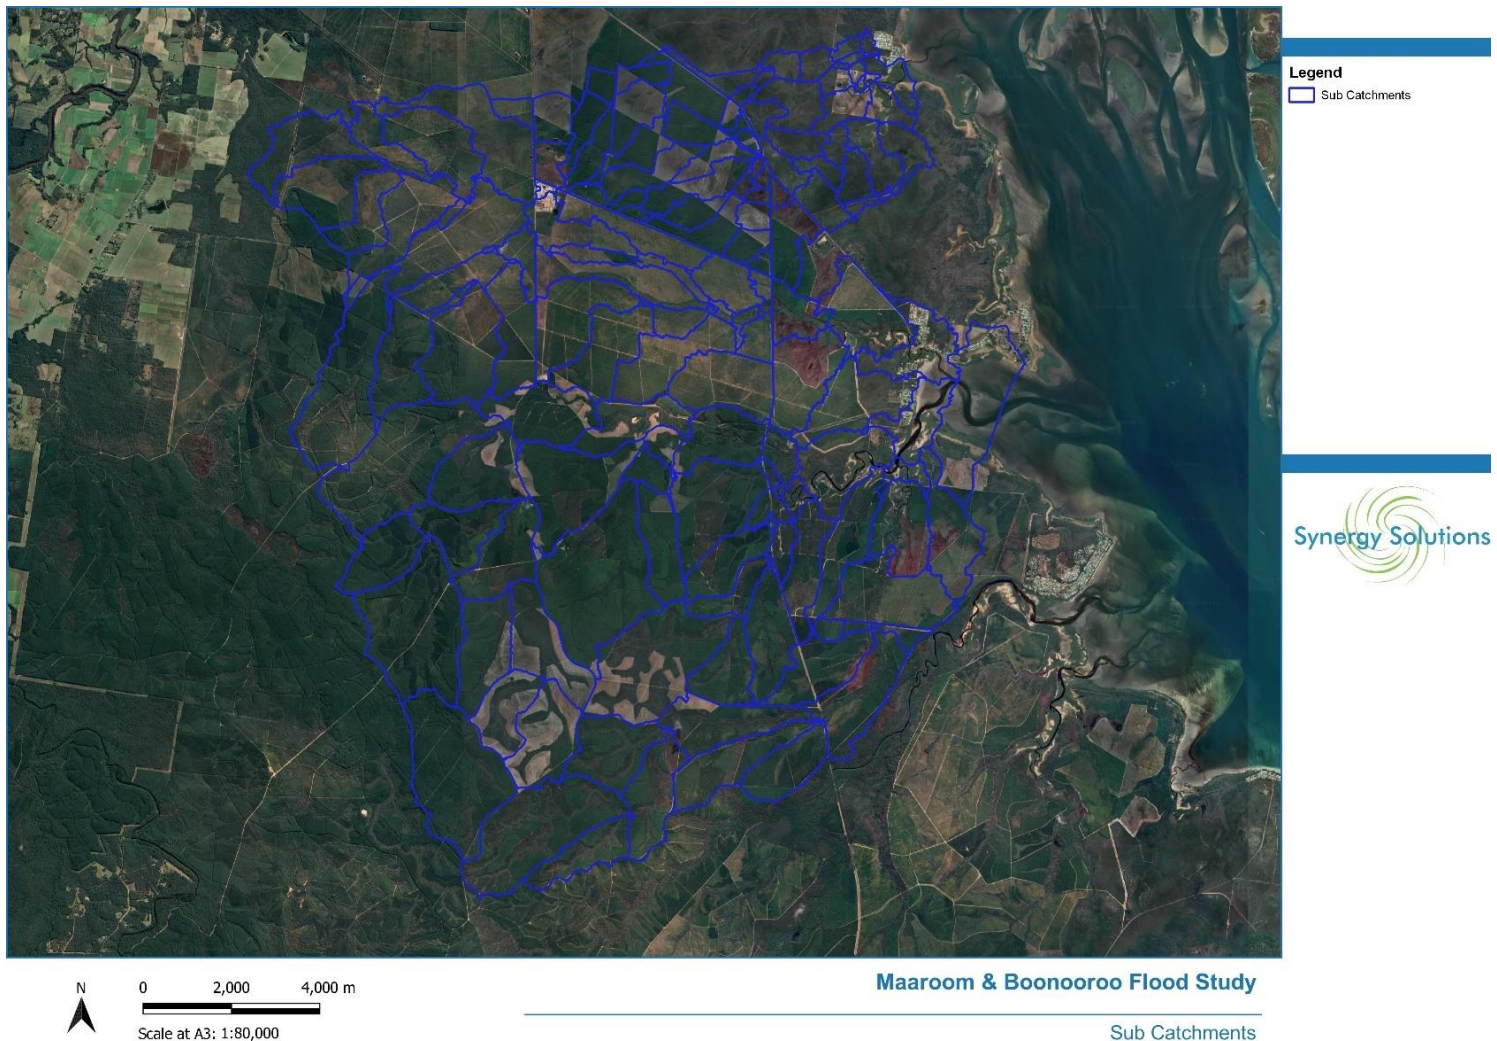 Legend
Sub Catchments
Synergy Solutions
N
0 2,000 4,000 m
Scale at A3: 1:80,000
Maaroom & Boonooroo Flood Study
Sub Catchments